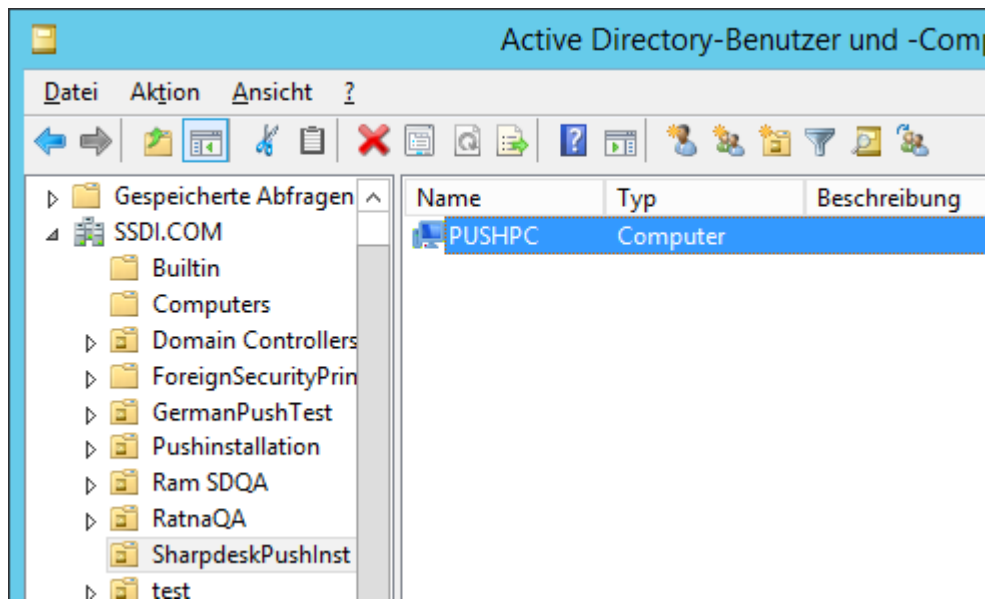 Active Directory-Benutzer und -Com
Datei Aktion Ansicht ?
Gespeicherte Abfragen
SSDI.COM
Builtin
Computers
Domain Controllers
ForeignSecurityPrin
GermanPushTest
Pushinstallation
Ram SDQA
RatnaQA
SharpdeskPushInst
test
Name Typ Beschreibung
PUSHPC Computer